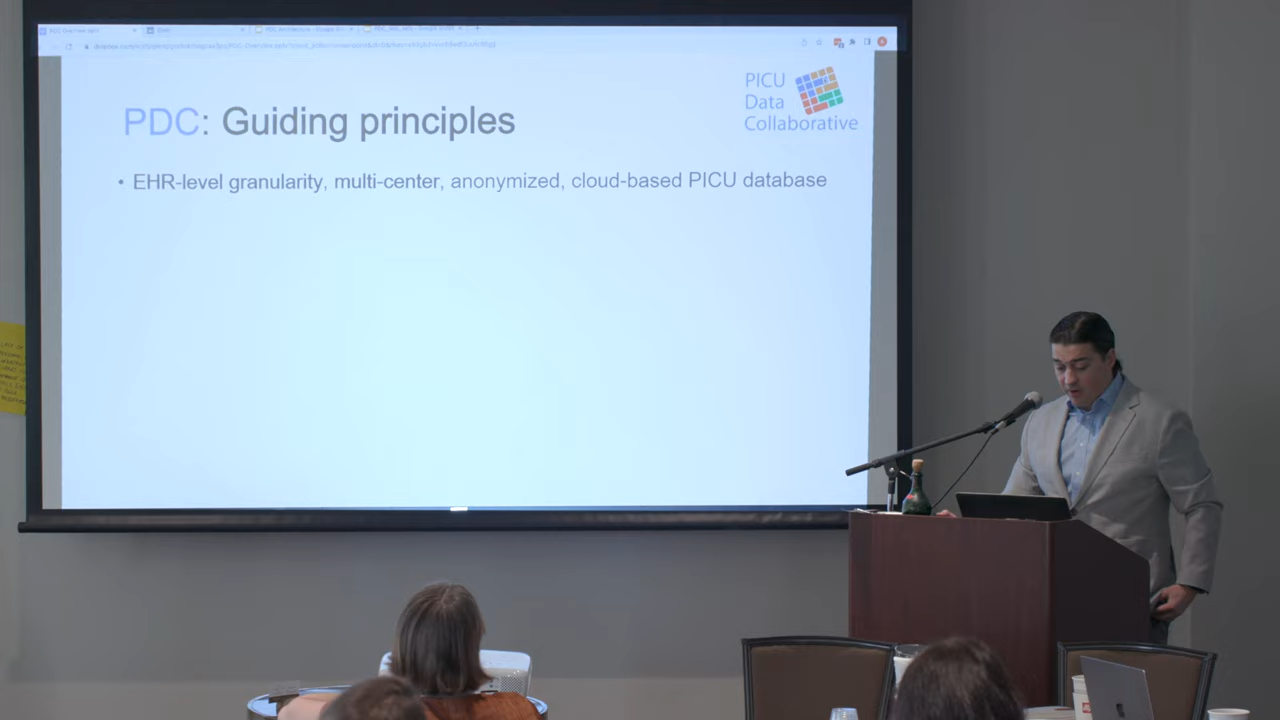 PDC: Guiding principles
PICU
Data
Collaborative
• EHR-level granularity, multi-center, anonymized, cloud-based PICU database